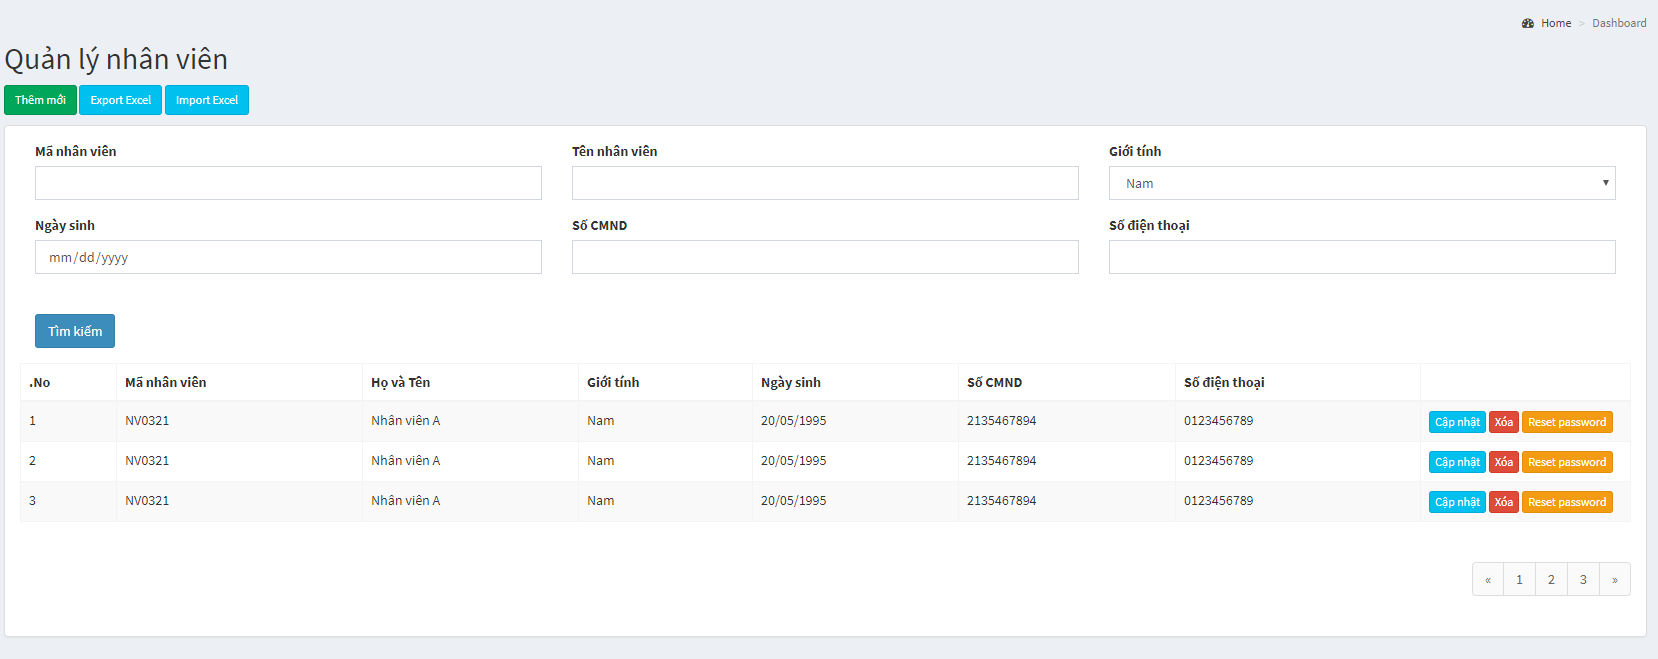 Home > Dashboard
Quản lý nhân viên
Thêm mới Export Excel Import Excel
Mã nhân viên Tên nhân viên Giới tính
Nam
Ngày sinh Số CMND Số điện thoại
mm/dd/yyyy
Tìm kiếm
.No Mã nhân viên Họ và Tên Giới tính Ngày sinh Số CMND Số điện thoại
1 NV0321 Nhân viên A Nam 20/05/1995 2135467894 0123456789 Cập nhật Xóa Reset password
2 NV0321 Nhân viên A Nam 20/05/1995 2135467894 0123456789 Cập nhật Xóa Reset password
3 NV0321 Nhân viên A Nam 20/05/1995 2135467894 0123456789 Cập nhật Xóa Reset password
« 1 2 3 »